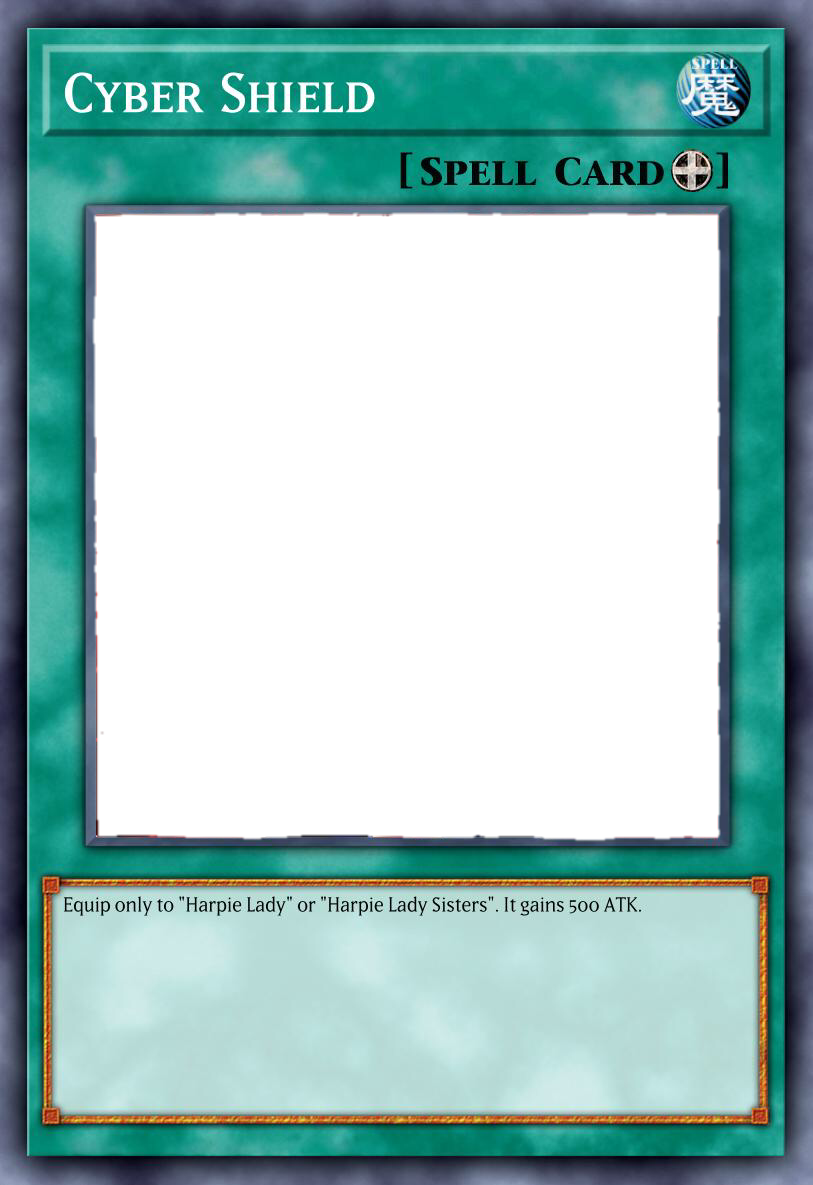 Cyber Shield
SPELL
魔
[Spell Card]
Equip only to "Harpie Lady" or "Harpie Lady Sisters". It gains 500 ATK.